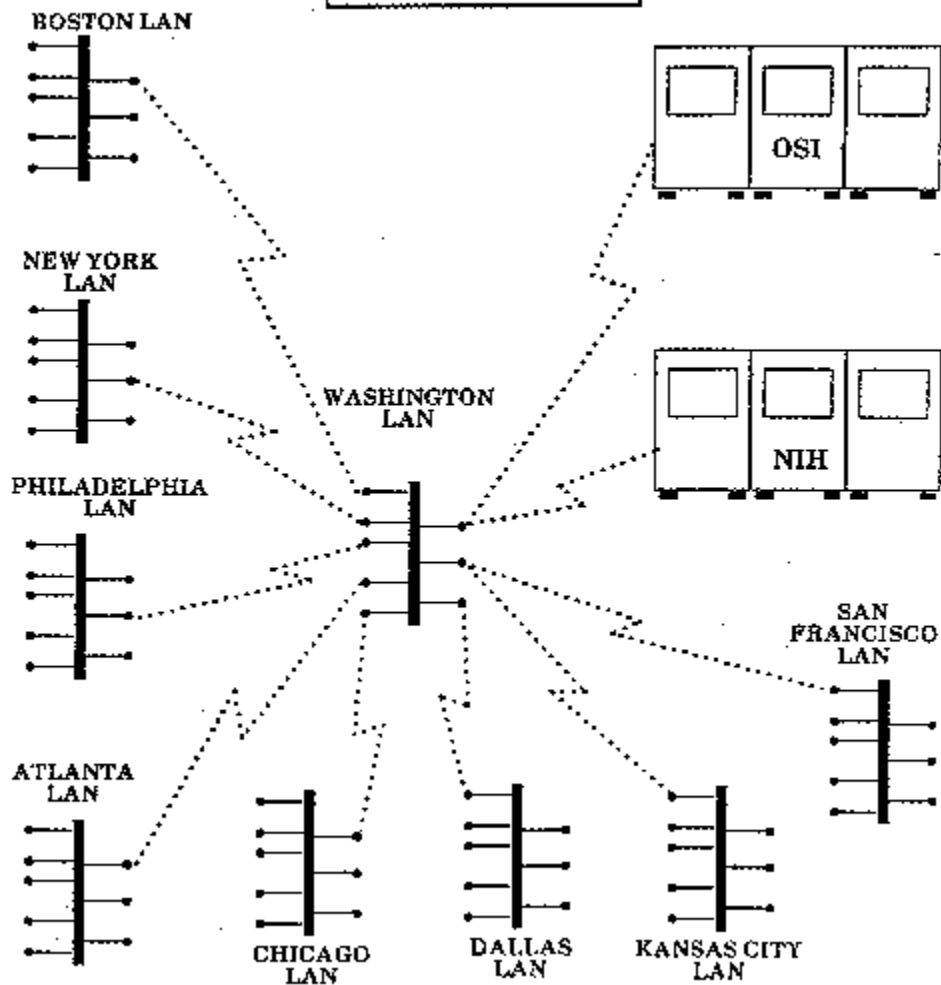 BOSTON LAN
OSI
NEW YORK
LAN
WASHINGTON
LAN
NIH
PHILADELPHIA
LAN
SAN
FRANCISCO
LAN
ATLANTA
LAN
CHICAGO
LAN
DALLAS
LAN
KANSAS CITY
LAN